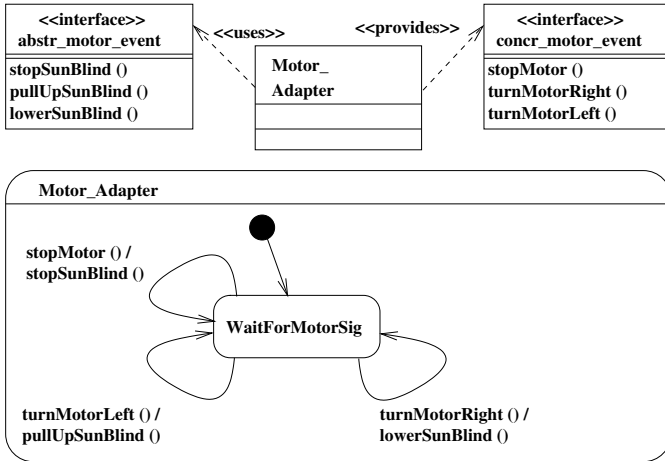 <<interface>>
abstr_motor_event
stopSunBlind ()
pullUpSunBlind ()
lowerSunBlind ()
<<uses>>
Motor_
Adapter
<<provides>>
<<interface>>
concr_motor_event
stopMotor ()
turnMotorRight ()
turnMotorLeft ()
Motor_Adapter
stopMotor () /
stopSunBlind ()
WaitForMotorSig
turnMotorLeft () /
pullUpSunBlind ()
turnMotorRight () /
lowerSunBlind ()